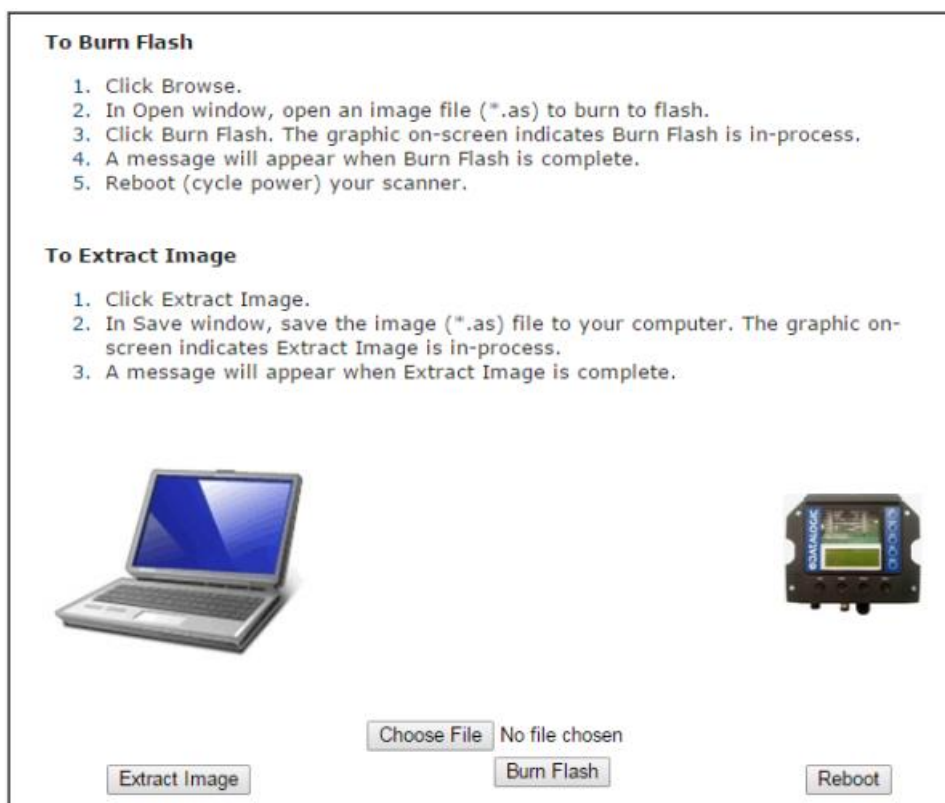 To Burn Flash
1. Click Browse.
2. In Open window, open an image file (*.as) to burn to flash.
3. Click Burn Flash. The graphic on-screen indicates Burn Flash is in-process.
4. A message will appear when Burn Flash is complete.
5. Reboot (cycle power) your scanner.
To Extract Image
1. Click Extract Image.
2. In Save window, save the image (*.as) file to your computer. The graphic on-
screen indicates Extract Image is in-process.
3. A message will appear when Extract Image is complete.
DATALOGIC
Choose File No file chosen
Extract Image
Burn Flash
Reboot